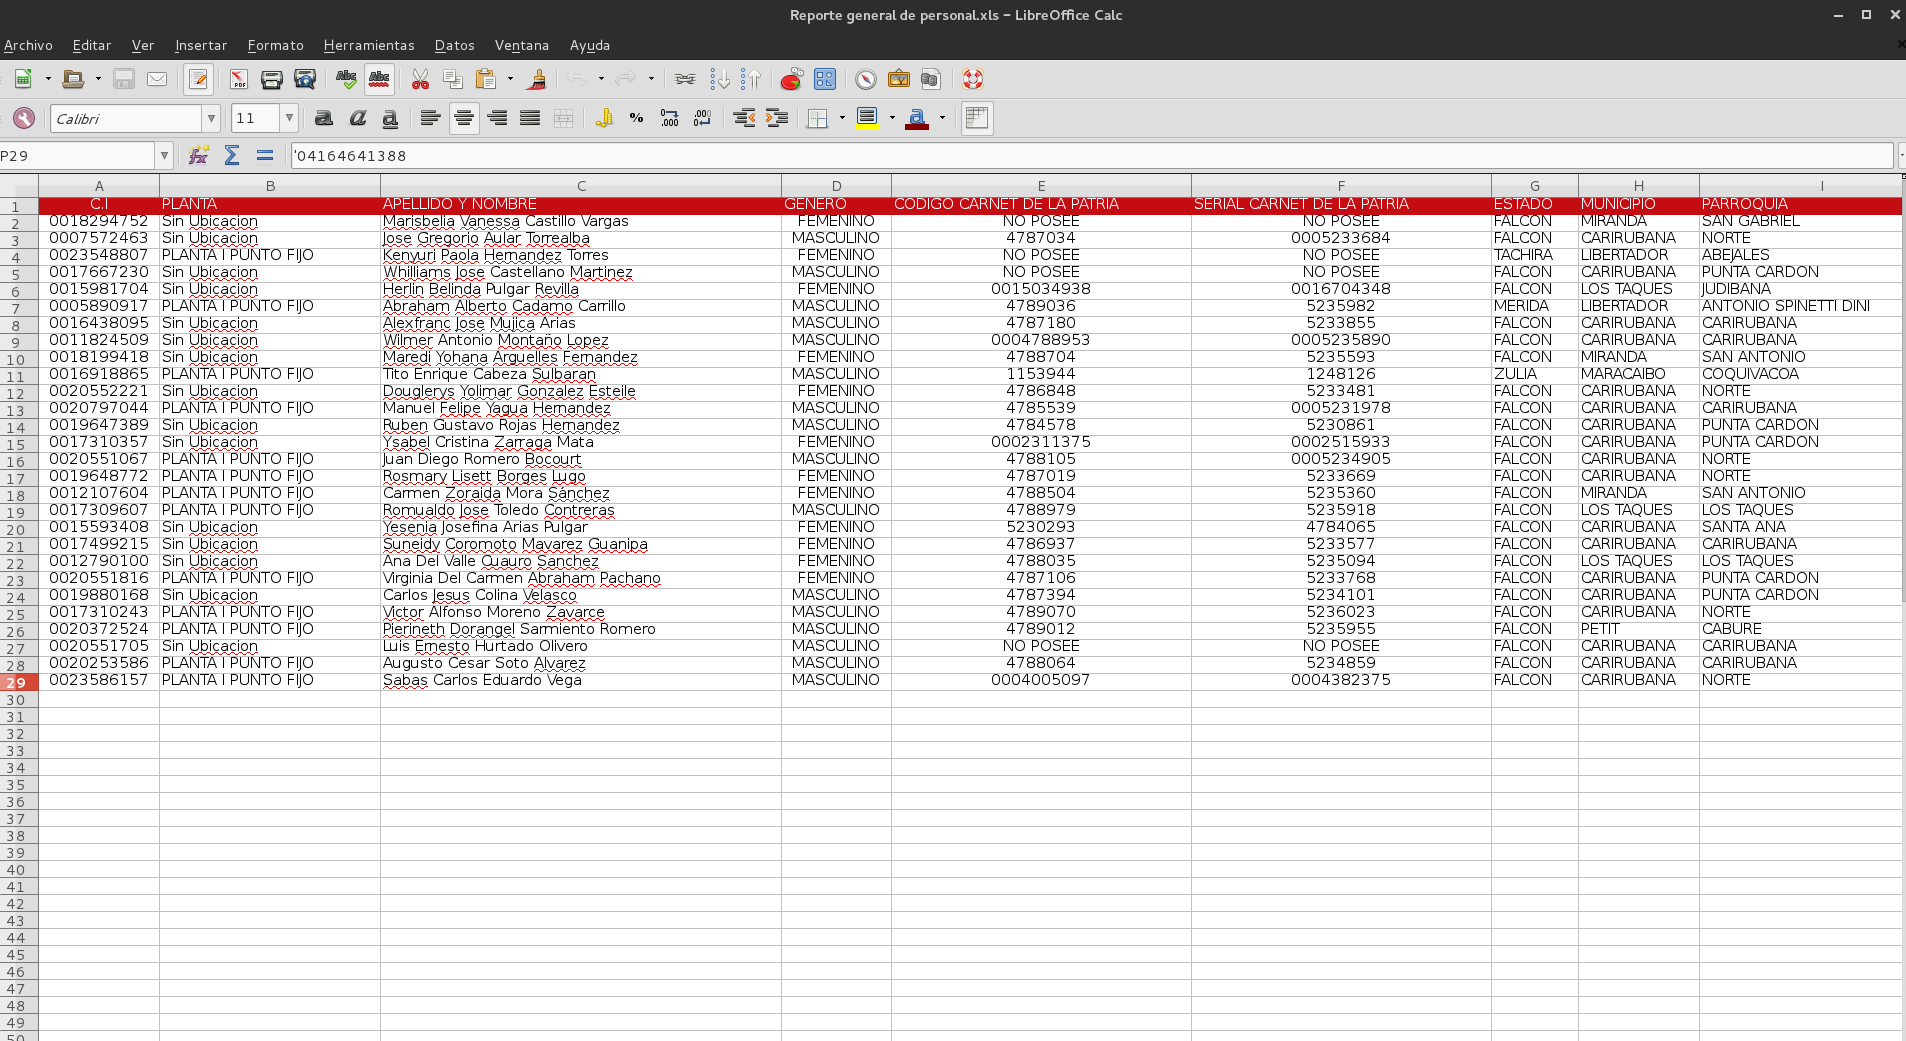 Reporte general de personal.xls – LibreOffice Calc
Archivo Editar Ver Insertar Formato Herramientas Datos Ventana Ayuda
Calibri 11
P29 '04164641388
A B C D E F G H I
1 C.I PLANTA APELLIDO Y NOMBRE GENERO CODIGO CARNET DE LA PATRIA SERIAL CARNET DE LA PATRIA ESTADO MUNICIPIO PARROQUIA
2 0018294752 Sin Ubicacion Marisbelia Vanessa Castillo Vargas FEMENINO NO POSEE NO POSEE FALCON MIRANDA SAN GABRIEL
3 0007572463 Sin Ubicacion Jose Gregorio Aular Torrealba MASCULINO 4787034 0005233684 FALCON CARIRUBANA NORTE
4 0023548807 PLANTA I PUNTO FIJO Kenyuri Paola Hernandez Torres FEMENINO NO POSEE NO POSEE TACHIRA LIBERTADOR ABEJALES
5 0017667230 Sin Ubicacion Whilliams Jose Castellano Martinez MASCULINO NO POSEE NO POSEE FALCON CARIRUBANA PUNTA CARDON
6 0015981704 Sin Ubicacion Herlin Belinda Pulgar Revilla FEMENINO 0015034938 0016704348 FALCON LOS TAQUES JUDIBANA
7 0005890917 PLANTA I PUNTO FIJO Abraham Alberto Cadamo Carrillo MASCULINO 4789036 5235982 MERIDA LIBERTADOR ANTONIO SPINETTI DINI
8 0016438095 Sin Ubicacion Alexfranc Jose Mujica Arias MASCULINO 4787180 5233855 FALCON CARIRUBANA CARIRUBANA
9 0011824509 Sin Ubicacion Wilmer Antonio Montaño Lopez MASCULINO 0004788953 0005235890 FALCON CARIRUBANA CARIRUBANA
10 0018199418 Sin Ubicacion Maredi Yohana Arguelles Fernandez FEMENINO 4788704 5235593 FALCON MIRANDA SAN ANTONIO
11 0016918865 PLANTA I PUNTO FIJO Tito Enrique Cabeza Sulbaran MASCULINO 1153944 1248126 ZULIA MARACAIBO COQUIVACOA
12 0020552221 Sin Ubicacion Douglerys Yolimar Gonzalez Esteile FEMENINO 4786848 5233481 FALCON CARIRUBANA NORTE
13 0020797044 PLANTA I PUNTO FIJO Manuel Felipe Yagua Hernandez MASCULINO 4785539 0005231978 FALCON CARIRUBANA CARIRUBANA
14 0019647389 Sin Ubicacion Ruben Gustavo Rojas Hernandez MASCULINO 4784578 5230861 FALCON CARIRUBANA PUNTA CARDON
15 0017310357 Sin Ubicacion Ysabel Cristina Zarraga Mata FEMENINO 0002311375 0002515933 FALCON CARIRUBANA PUNTA CARDON
16 0020551067 PLANTA I PUNTO FIJO Juan Diego Romero Bocourt MASCULINO 4788105 0005234905 FALCON CARIRUBANA NORTE
17 0019648772 PLANTA I PUNTO FIJO Rosmary Lisett Borges Lugo FEMENINO 4787019 5233669 FALCON CARIRUBANA NORTE
18 0012107604 PLANTA I PUNTO FIJO Carmen Zoraida Mora Sánchez FEMENINO 4788504 5235360 FALCON MIRANDA SAN ANTONIO
19 0017309607 PLANTA I PUNTO FIJO Romualdo Jose Toledo Contreras MASCULINO 4788979 5235918 FALCON LOS TAQUES LOS TAQUES
20 0015593408 Sin Ubicacion Yesenia Josefina Arias Pulgar FEMENINO 5230293 4784065 FALCON CARIRUBANA SANTA ANA
21 0017499215 Sin Ubicacion Suneidy Coromoto Mavarez Guanipa FEMENINO 4786937 5233577 FALCON CARIRUBANA CARIRUBANA
22 0012790100 Sin Ubicacion Ana Del Valle Cuauro Sanchez FEMENINO 4788035 5235094 FALCON LOS TAQUES LOS TAQUES
23 0020551816 PLANTA I PUNTO FIJO Virginia Del Carmen Abraham Pachano FEMENINO 4787106 5233768 FALCON CARIRUBANA PUNTA CARDON
24 0019880168 Sin Ubicacion Carlos Jesus Colina Velasco MASCULINO 4787394 5234101 FALCON CARIRUBANA PUNTA CARDON
25 0017310243 PLANTA I PUNTO FIJO Victor Alfonso Moreno Zavarce MASCULINO 4789070 5236023 FALCON CARIRUBANA NORTE
26 0020372524 PLANTA I PUNTO FIJO Pierineth Dorangel Sarmiento Romero MASCULINO 4789012 5235955 FALCON PETIT CABURE
27 0020551705 Sin Ubicacion Luis Ernesto Hurtado Olivero MASCULINO NO POSEE NO POSEE FALCON CARIRUBANA CARIRUBANA
28 0020253586 PLANTA I PUNTO FIJO Augusto Cesar Soto Alvarez MASCULINO 4788064 5234859 FALCON CARIRUBANA CARIRUBANA
29 0023586157 PLANTA I PUNTO FIJO Sabas Carlos Eduardo Vega MASCULINO 0004005097 0004382375 FALCON CARIRUBANA NORTE
30
31
32
33
34
35
36
37
38
39
40
41
42
43
44
45
46
47
48
49
50